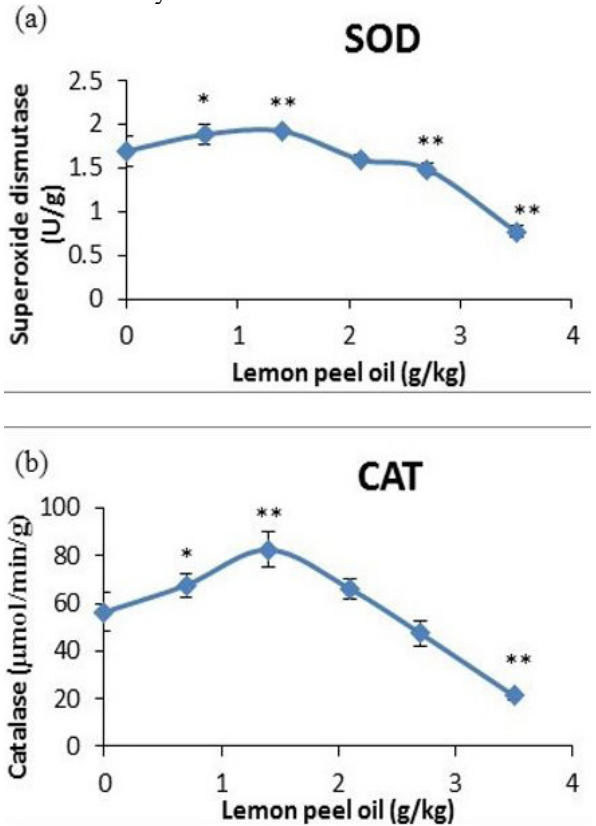 (a)
SOD
Superoxide dismutase
(U/g)
2.5
2
1.5
1
0.5
0
* ** ** **
0 1 2 3 4
Lemon peel oil (g/kg)
(b)
CAT
Catalase (µmol/min/g)
100
80
60
40
20
0
* ** **
0 1 2 3 4
Lemon peel oil (g/kg)